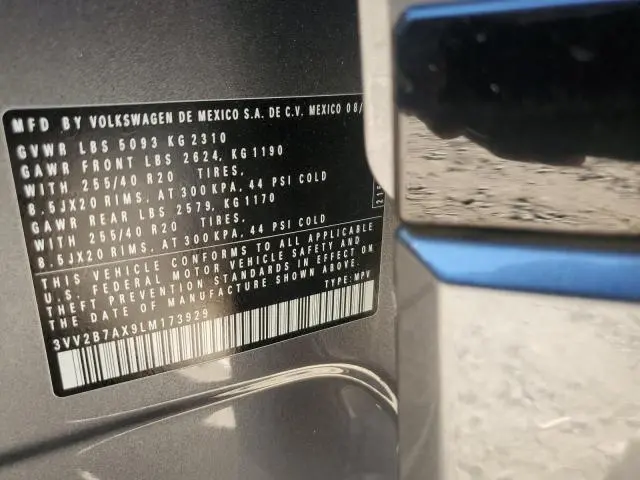 MFD BY VOLKSWAGEN DE MEXICO S.A. DE C.V. MEXICO 08/
GVWR LBS 5093 KG 2310
GAWR FRONT LBS 2624, KG 1190
WITH 255/40 R20 TIRES,
8.5JX20 RIMS, AT 300 KPA, 44 PSI COLD
GAWR REAR LBS 2579, KG 1170
WITH 255/40 R20 TIRES,
8.5JX20 RIMS, AT 300 KPA, 44 PSI COLD
THIS VEHICLE CONFORMS TO ALL APPLICABLE
U.S. FEDERAL MOTOR VEHICLE SAFETY AND
THEFT PREVENTION STANDARDS IN EFFECT ON
THE DATE OF MANUFACTURE SHOWN ABOVE.
TYPE: MPV
3VV2B7AX9LM173929